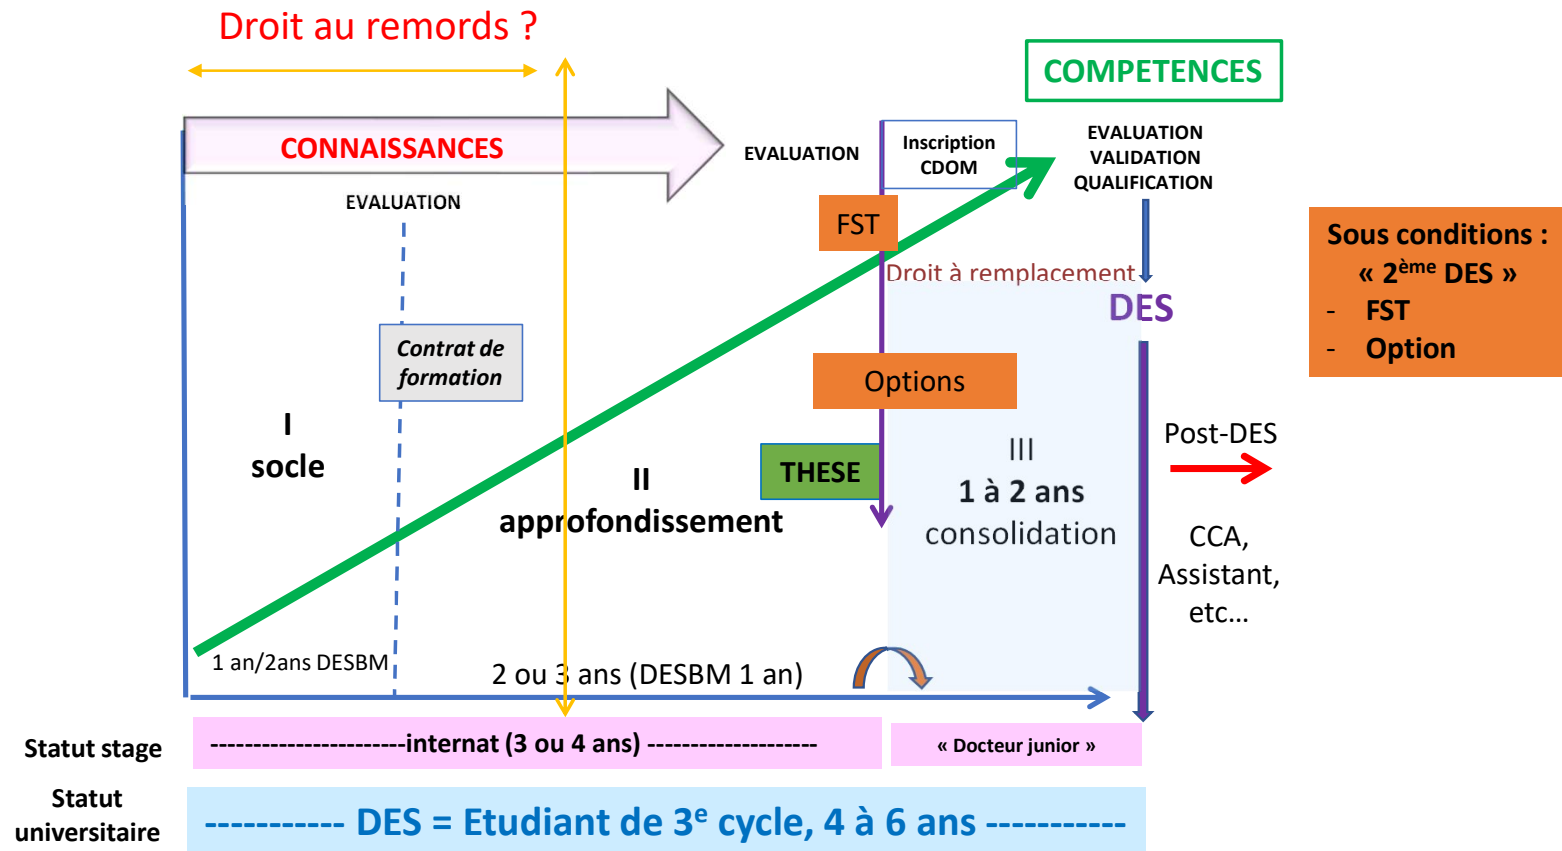 Droit au remords ?
COMPETENCES
CONNAISSANCES
EVALUATION
EVALUATION
Inscription
CDOM
EVALUATION
VALIDATION
QUALIFICATION
FST
Droit à remplacement
DES
Sous conditions :
« 2ème DES »
- FST
- Option
Contrat de
formation
Options
I
socle
II
approfondissement
THESE
III
1 à 2 ans
consolidation
Post-DES
CCA,
Assistant,
etc...
1 an/2ans DESBM
2 ou 3 ans (DESBM 1 an)
Statut stage
-----------------------internat (3 ou 4 ans) --------------------
« Docteur junior »
Statut
universitaire
----------- DES = Etudiant de 3e cycle, 4 à 6 ans -----------